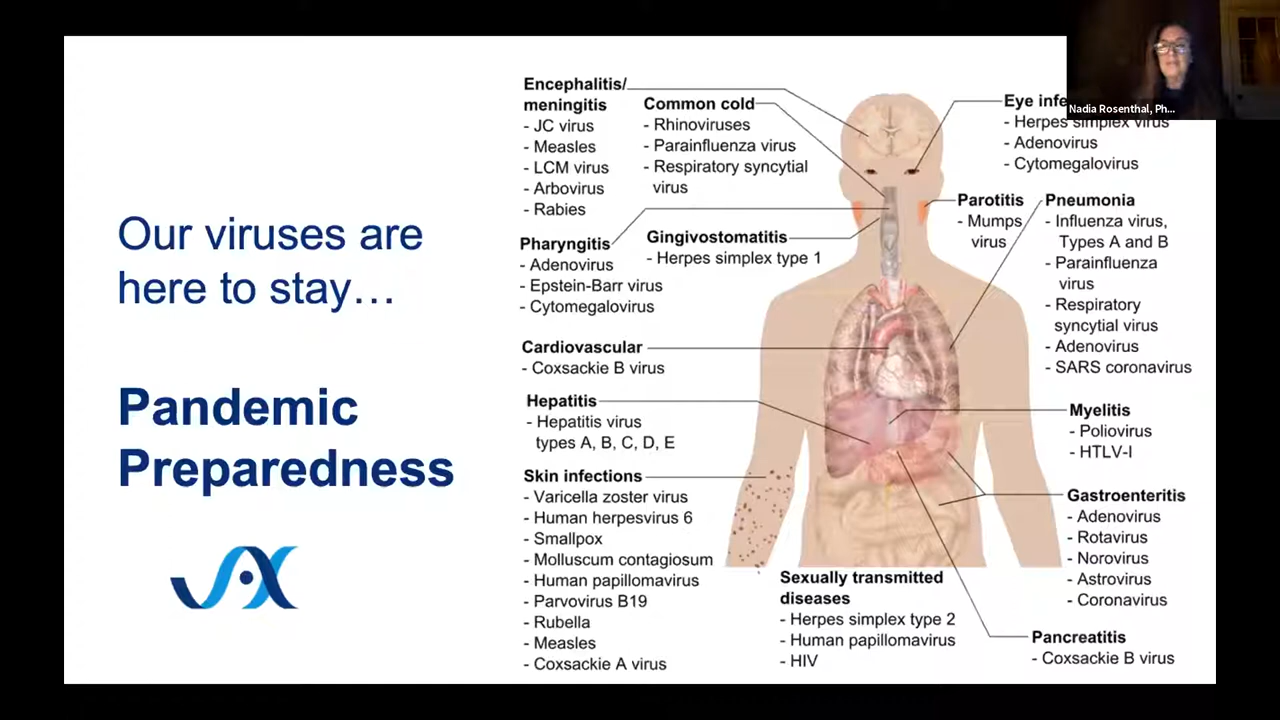 Our viruses are
here to stay…
Pandemic
Preparedness
Encephalitis/
meningitis
- JC virus
- Measles
- LCM virus
- Arbovirus
- Rabies
Common cold
- Rhinoviruses
- Parainfluenza virus
- Respiratory syncytial
virus
Eye infe
- Herpes simplex virus
- Adenovirus
- Cytomegalovirus
Nadia Rosenthal, Ph...
Parotitis
- Mumps
virus
Pneumonia
- Influenza virus,
Types A and B
- Parainfluenza
virus
- Respiratory
syncytial virus
- Adenovirus
- SARS coronavirus
Pharyngitis
- Adenovirus
- Epstein-Barr virus
- Cytomegalovirus
Gingivostomatitis
- Herpes simplex type 1
Cardiovascular
- Coxsackie B virus
Hepatitis
- Hepatitis virus
types A, B, C, D, E
Myelitis
- Poliovirus
- HTLV-I
Skin infections
- Varicella zoster virus
- Human herpesvirus 6
- Smallpox
- Molluscum contagiosum
- Human papillomavirus
- Parvovirus B19
- Rubella
- Measles
- Coxsackie A virus
Gastroenteritis
- Adenovirus
- Rotavirus
- Norovirus
- Astrovirus
- Coronavirus
Sexually transmitted
diseases
- Herpes simplex type 2
- Human papillomavirus
- HIV
Pancreatitis
- Coxsackie B virus